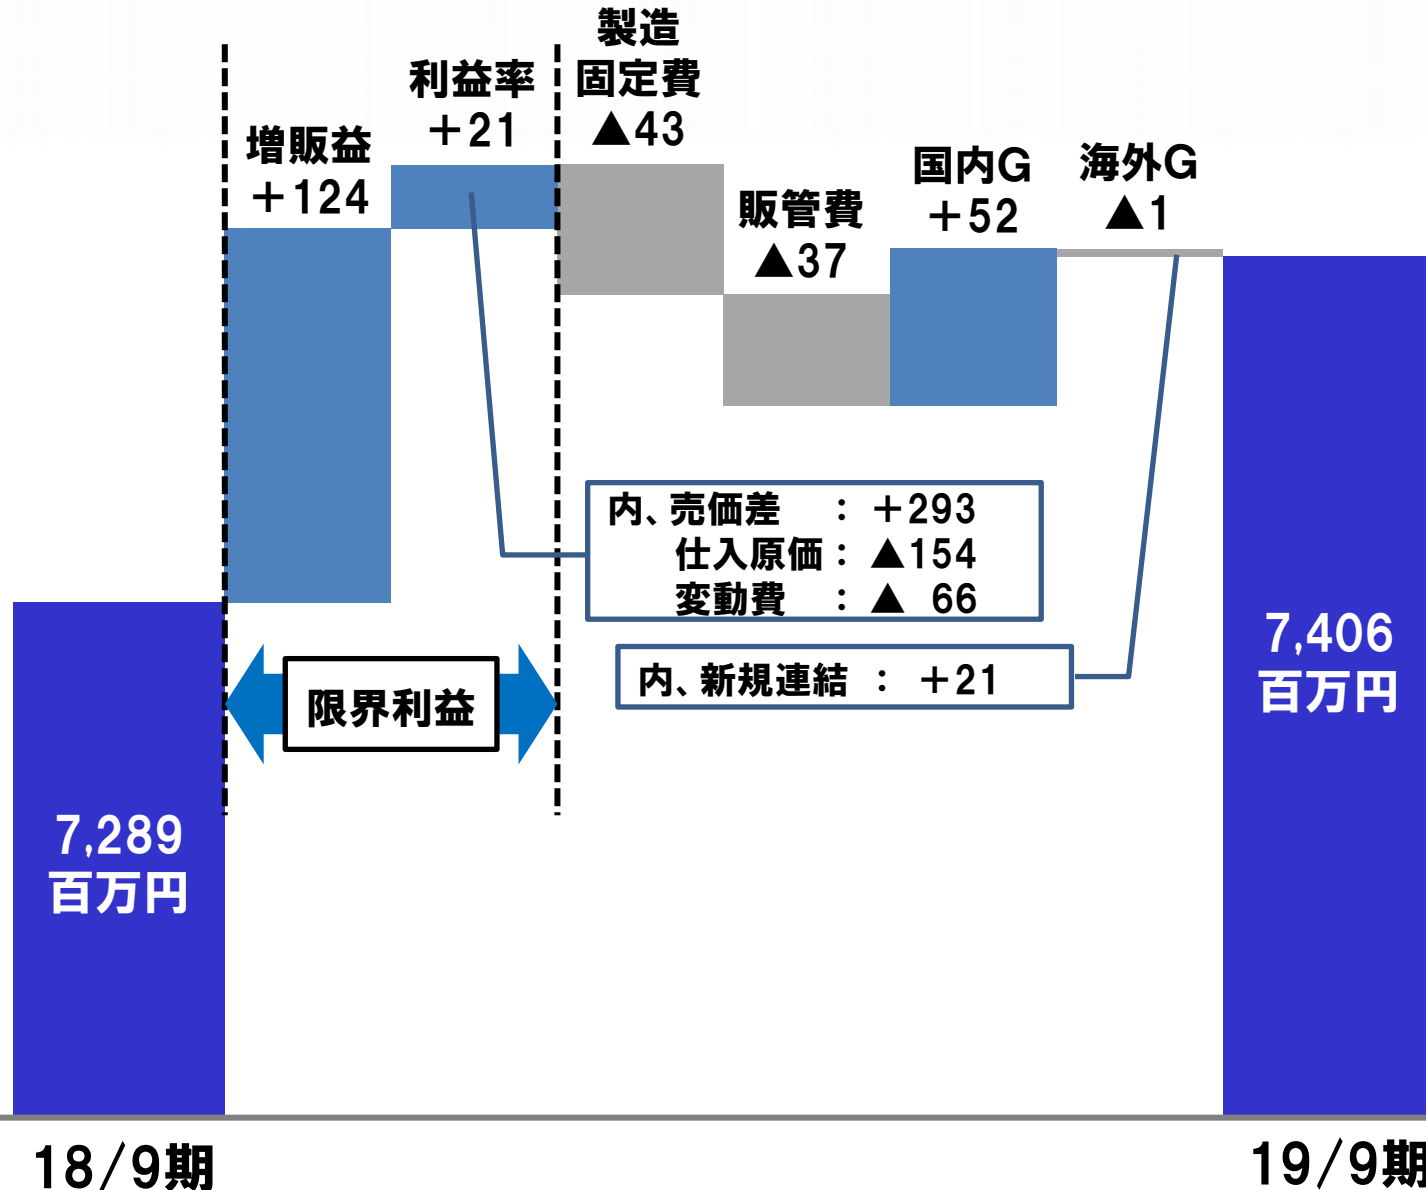 製造
固定費
▲43
利益率
＋21
増販益
＋124
販管費
▲37
国内G
＋52
海外G
▲1
内、売価差 ： ＋293
仕入原価： ▲154
変動費 ： ▲ 66
内、新規連結 ： ＋21
限界利益
7,289
百万円
7,406
百万円
18/9期
19/9期